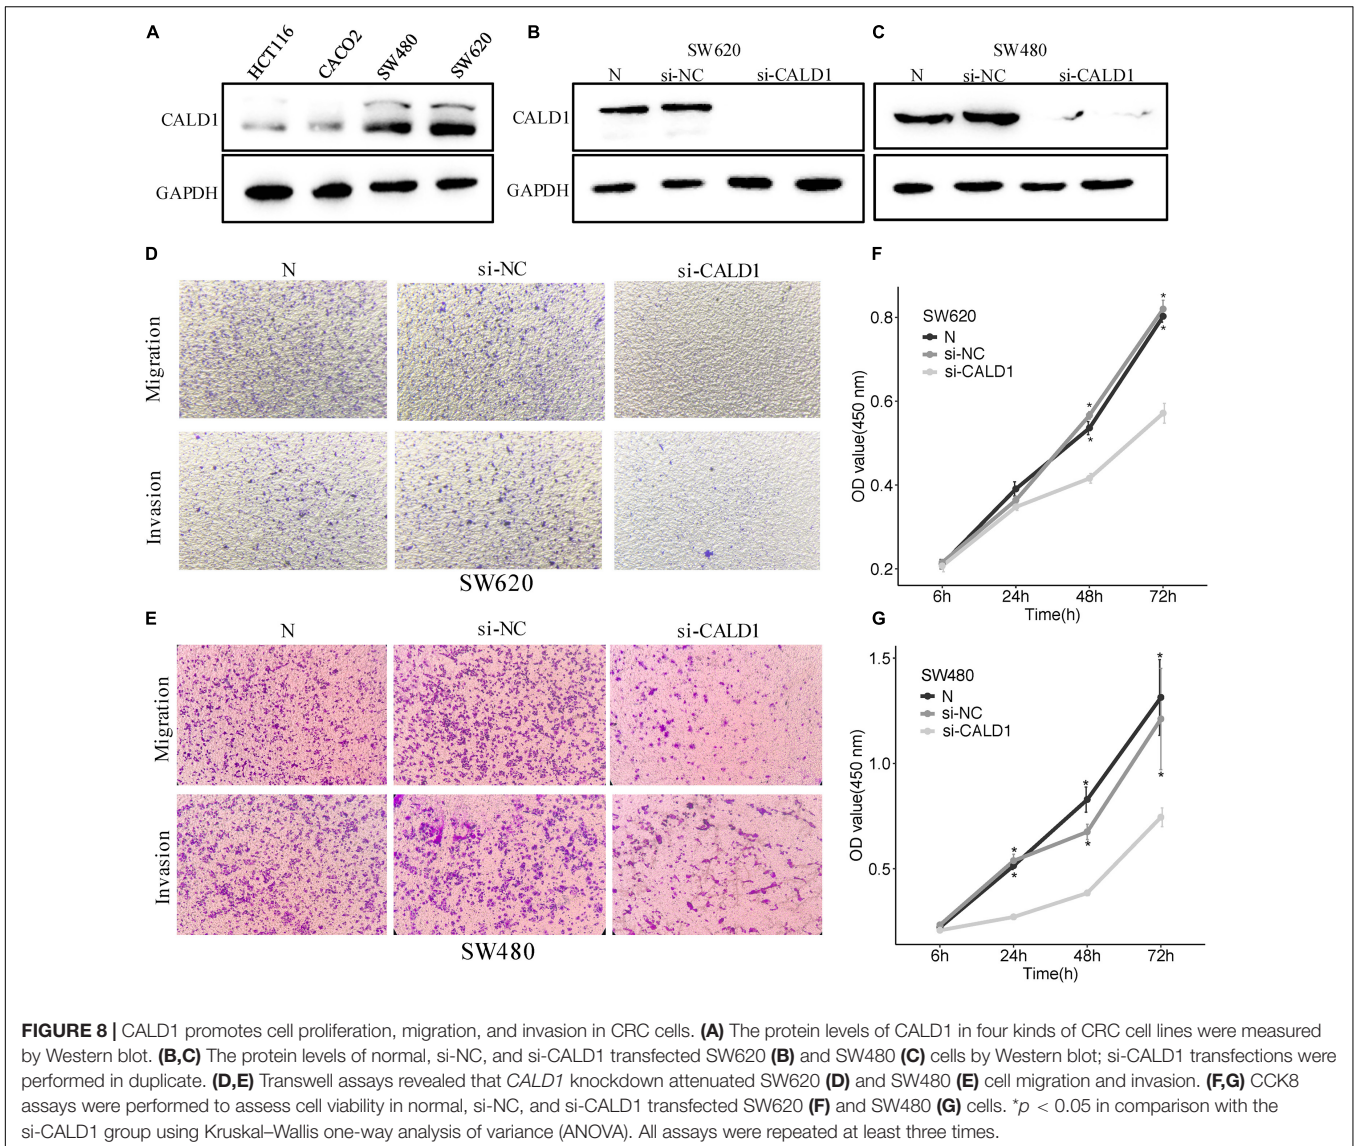 A
HCT116 CACO2 SW480 SW620
CALD1
GAPDH
B
SW620
N si-NC si-CALD1
CALD1
GAPDH
C
SW480
N si-NC si-CALD1
D
N si-NC si-CALD1
Migration
Invasion
SW620
E
N si-NC si-CALD1
Migration
Invasion
SW480
F
SW620
N
si-NC
si-CALD1
OD value(450 nm)
0.8
0.6
0.4
0.2
* * * *
6h 24h 48h 72h
Time(h)
G
SW480
N
si-NC
si-CALD1
OD value(450 nm)
1.5
1.0
0.5
* * * * * *
6h 24h 48h 72h
Time(h)
FIGURE 8 | CALD1 promotes cell proliferation, migration, and invasion in CRC cells. (A) The protein levels of CALD1 in four kinds of CRC cell lines were measured
by Western blot. (B,C) The protein levels of normal, si-NC, and si-CALD1 transfected SW620 (B) and SW480 (C) cells by Western blot; si-CALD1 transfections were
performed in duplicate. (D,E) Transwell assays revealed that CALD1 knockdown attenuated SW620 (D) and SW480 (E) cell migration and invasion. (F,G) CCK8
assays were performed to assess cell viability in normal, si-NC, and si-CALD1 transfected SW620 (F) and SW480 (G) cells. *p < 0.05 in comparison with the
si-CALD1 group using Kruskal–Wallis one-way analysis of variance (ANOVA). All assays were repeated at least three times.